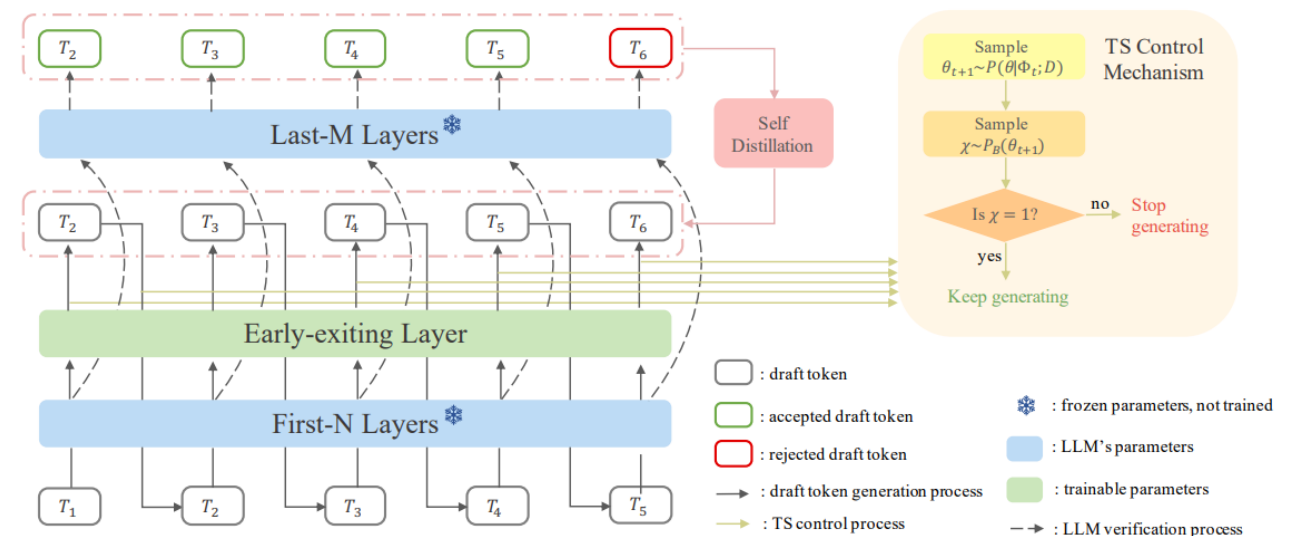 T₂ T₃ T₄ T₅ T₆
Last-M Layers
T₂ T₃ T₄ T₅ T₆
Early-exiting Layer
First-N Layers
T₁ T₂ T₃ T₄ T₅
Self
Distillation
TS Control
Mechanism
Sample
θₜ₊₁~P(θ|Φₜ; D)
Sample
χ~P_B(θₜ₊₁)
Is χ = 1?
no
Stop
generating
yes
Keep generating
: draft token
: accepted draft token
: rejected draft token
: draft token generation process
: TS control process
: frozen parameters, not trained
: LLM's parameters
: trainable parameters
: LLM verification process